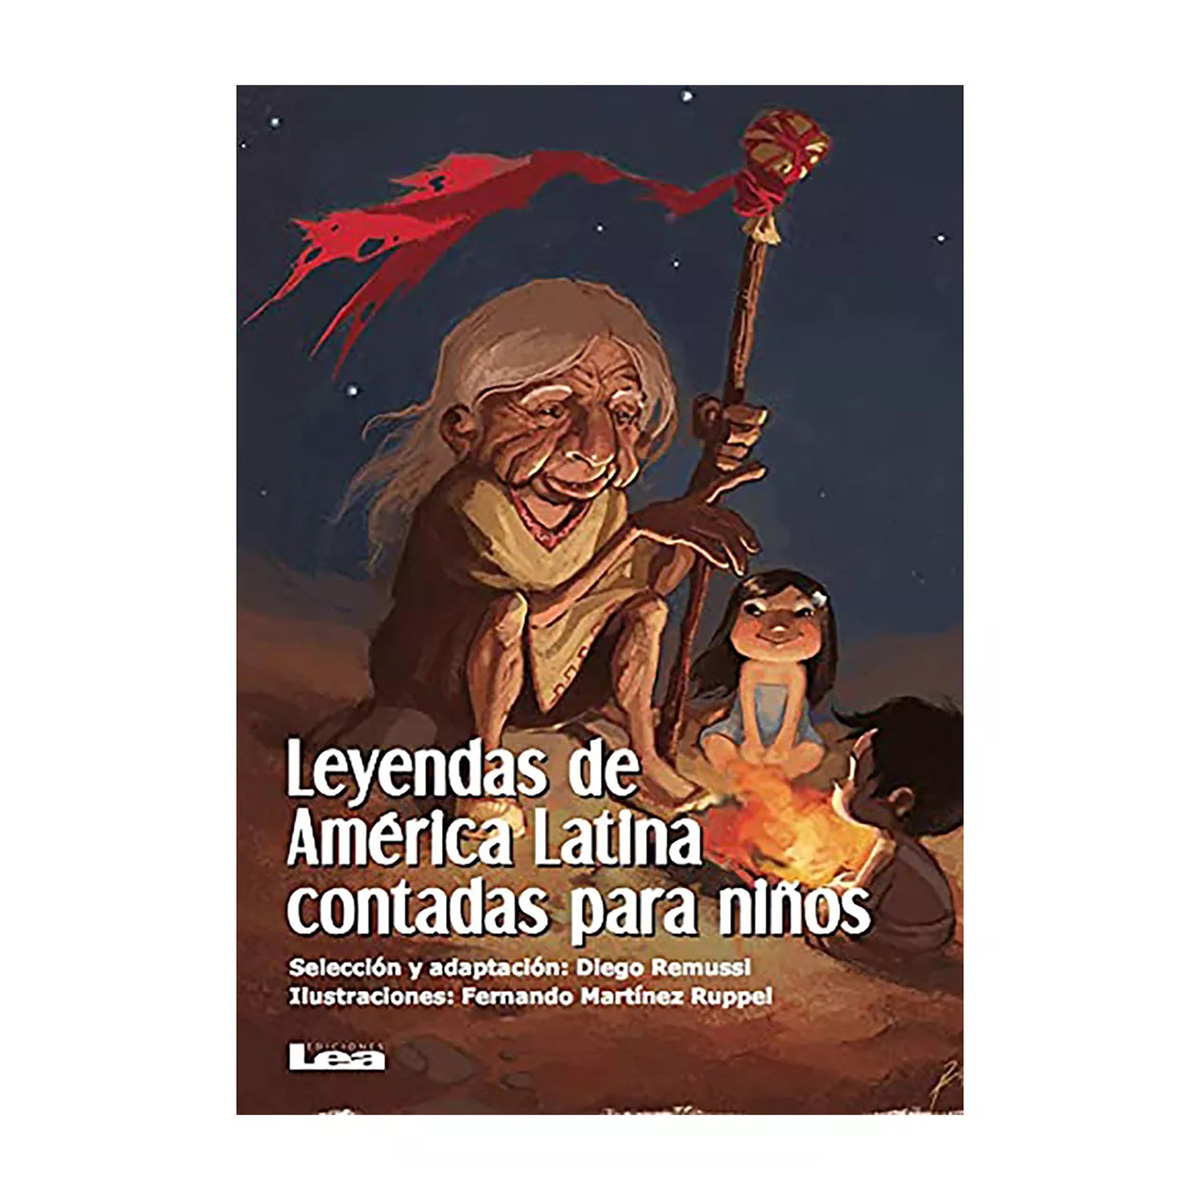 Leyendas de
América Latina
contadas para niños
Selección y adaptación: Diego Remussi
Ilustraciones: Fernando Martínez Ruppel
EDICIONES
Lea